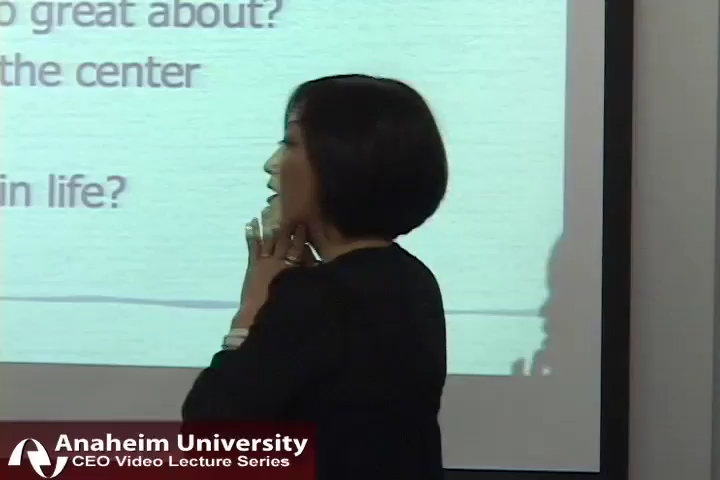 o great about?
the center
in life?
Anaheim University
CEO Video Lecture Series